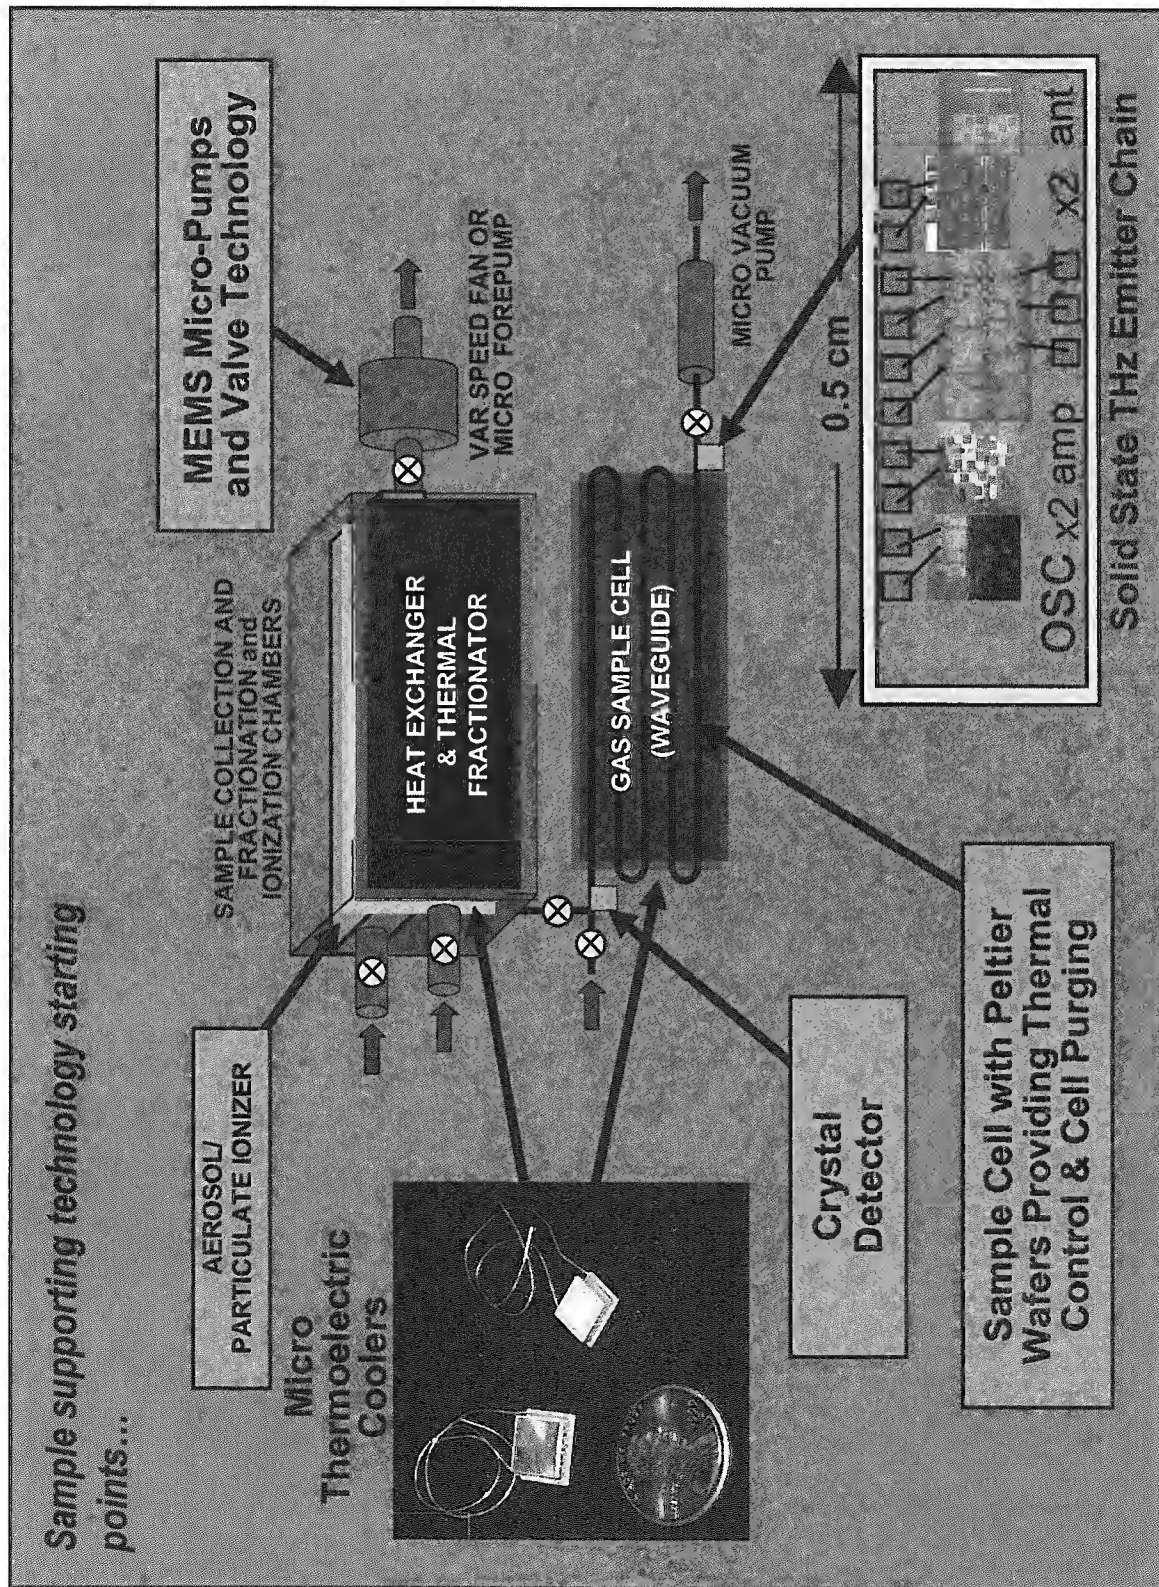 Sample supporting technology starting
points...
AEROSOL/
PARTICULATE IONIZER
SAMPLE COLLECTION AND
FRACTIONATION and
IONIZATION CHAMBERS
MEMS Micro-Pumps
and Valve Technology
Micro
Thermoelectric
Coolers
HEAT EXCHANGER
& THERMAL
FRACTIONATOR
VAR SPEED FAN OR
MICRO FOREPUMP
GAS SAMPLE CELL
(WAVEGUIDE)
MICRO VACUUM
PUMP
Crystal
Detector
0.5 cm
Sample Cell with Peltier
Wafers Providing Thermal
Control & Cell Purging
OSC x2 amp x2 ant
Solid State THz Emitter Chain